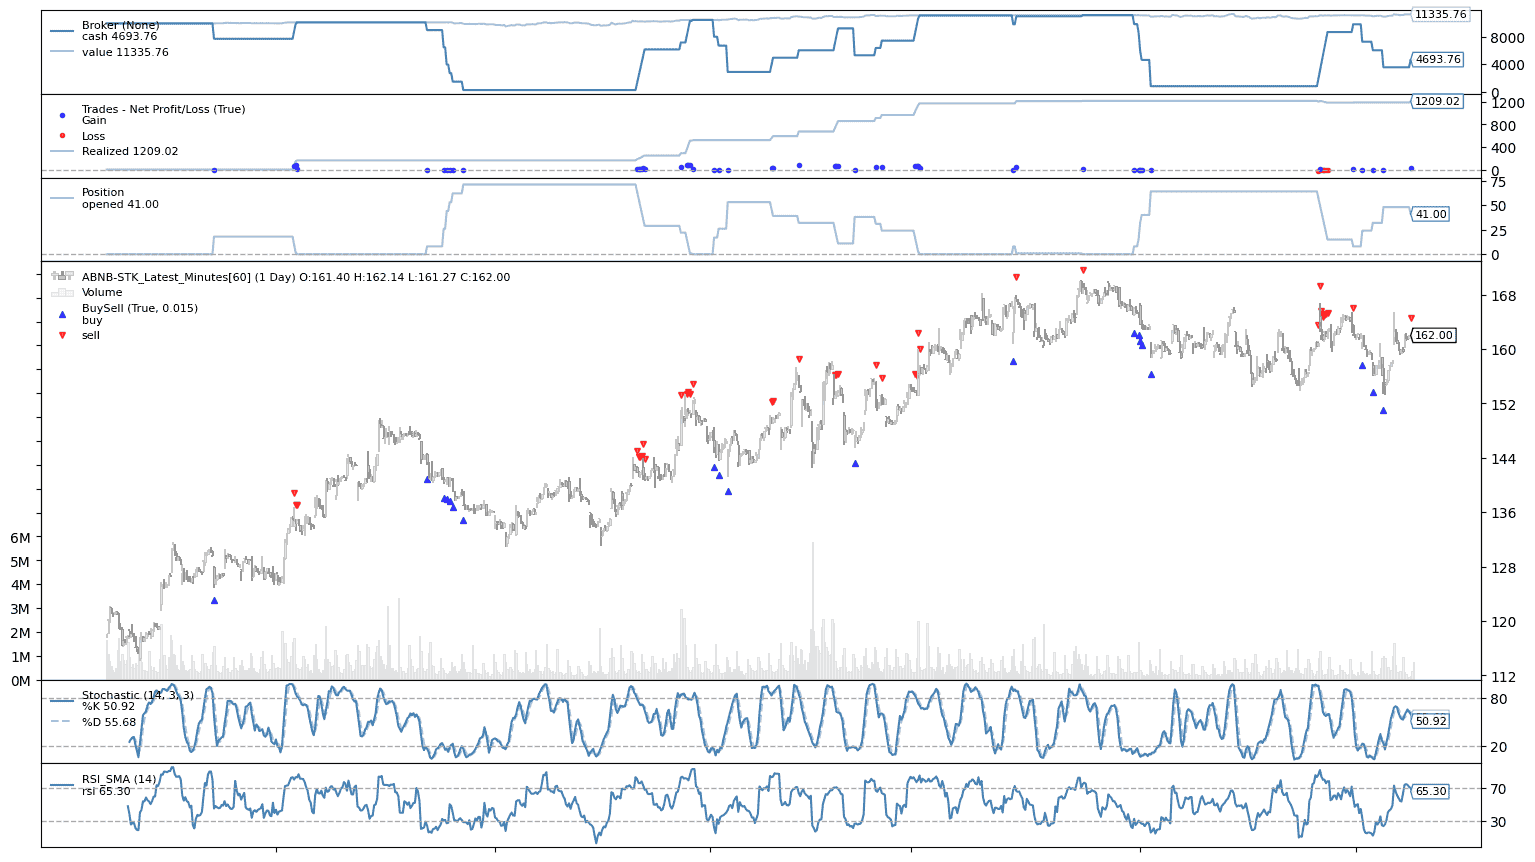 Broker (None)
cash 4693.76
value 11335.76
11335.76
8000
4693.76
4000
0
Trades - Net Profit/Loss (True)
Gain
Loss
Realized 1209.02
1209.02
1200
800
400
0
Position
opened 41.00
75
50
41.00
25
0
ABNB-STK_Latest_Minutes[60] (1 Day) O:161.40 H:162.14 L:161.27 C:162.00
Volume
BuySell (True, 0.015)
buy
sell
168
162.00
160
152
144
136
128
120
112
6M
5M
4M
3M
2M
1M
0M
Stochastic (14, 3, 3)
%K 50.92
%D 55.68
80
50.92
20
RSI_SMA (14)
rsi 65.30
70
65.30
30